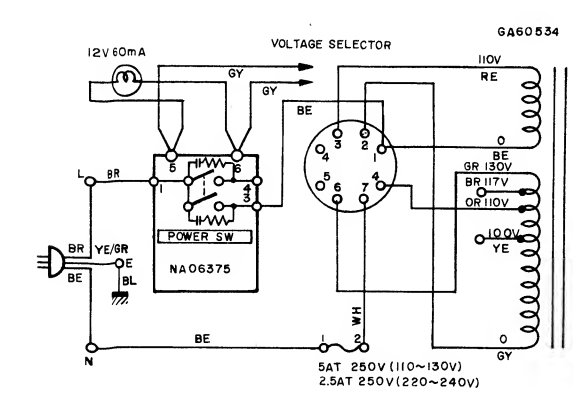 GA60534
12V 60mA
VOLTAGE SELECTOR
110V
RE
GY
GY
BE
3
2
4
1
0
BE
5
6
L
BR
1
4
3
5
4
6
7
GR 130V
BR 117V
OR 110V
100V
YE
POWER SW
NA06375
BR
YE/GR
E
BE
BL
WH
0
GY
N
BE
1
2
5AT 250V (110~130V)
2.5AT 250V (220~240V)